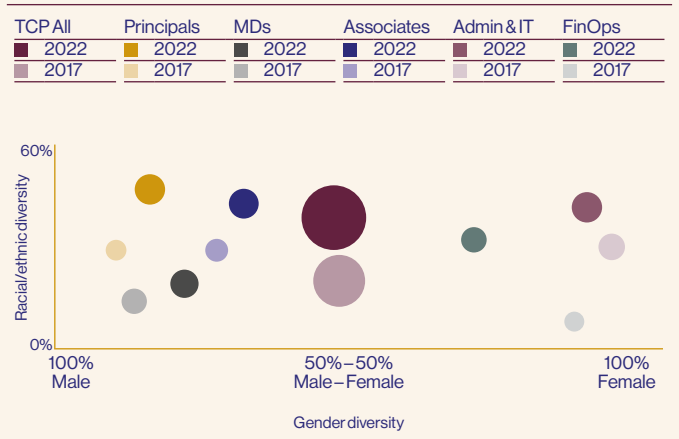 TCP All Principals MDs Associates Admin & IT FinOps
2022 2022 2022 2022 2022 2022
2017 2017 2017 2017 2017 2017
60%
Racial/ethnic diversity
0%
100% 50%–50% 100%
Male Male–Female Female
Gender diversity